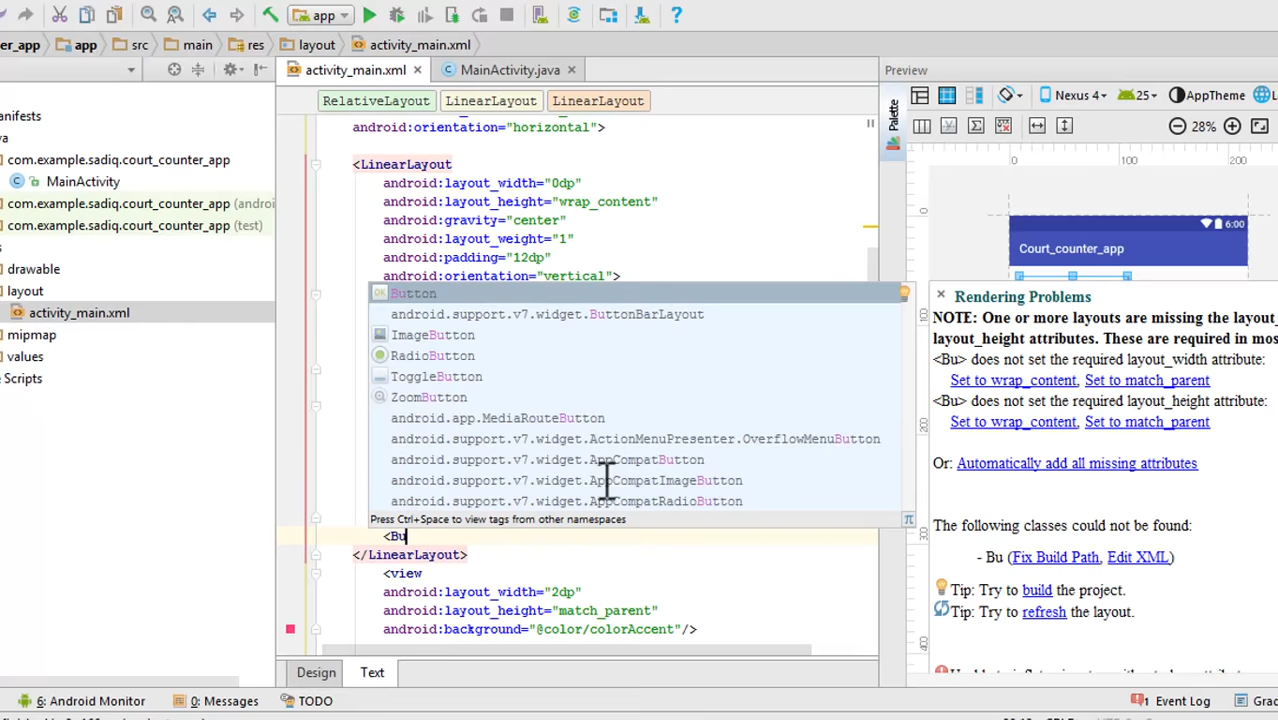 app
er_app
app
src
main
res
layout
activity_main.xml
activity_main.xml
MainActivity.java
Preview
anifests
va
com.example.sadiq.court_counter_app
MainActivity
com.example.sadiq.court_counter_app (androi
com.example.sadiq.court_counter_app (test)
s
drawable
layout
activity_main.xml
mipmap
values
e Scripts
RelativeLayout
LinearLayout
LinearLayout
android:orientation="horizontal">
<LinearLayout
android:layout_width="0dp"
android:layout_height="wrap_content"
android:gravity="center"
android:layout_weight="1"
android:padding="12dp"
android:orientation="vertical">
Button
android.support.v7.widget.ButtonBarLayout
ImageButton
RadioButton
ToggleButton
ZoomButton
android.app.MediaRouteButton
android.support.v7.widget.ActionMenuPresenter.OverflowMenuButton
android.support.v7.widget.AppCompatButton
android.support.v7.widget.AppCompatImageButton
android.support.v7.widget.AppCompatRadioButton
Press Ctrl+Space to view tags from other namespaces
<Bu
</LinearLayout>
<view
android:layout_width="2dp"
android:layout_height="match_parent"
android:background="@color/colorAccent"/>
Design
Text
Palette
Nexus 4
25
AppTheme
28%
0
100
200
0
100
200
300
400
6:00
Court_counter_app
Rendering Problems
NOTE: One or more layouts are missing the layout_
layout_height attributes. These are required in mos
<Bu> does not set the required layout_width attribute:
Set to wrap_content, Set to match_parent
<Bu> does not set the required layout_height attribute:
Set to wrap_content, Set to match_parent
Or: Automatically add all missing attributes
The following classes could not be found:
- Bu (Fix Build Path, Edit XML)
Tip: Try to build the project.
Tip: Try to refresh the layout.
6: Android Monitor
0: Messages
TODO
1 Event Log
Grad